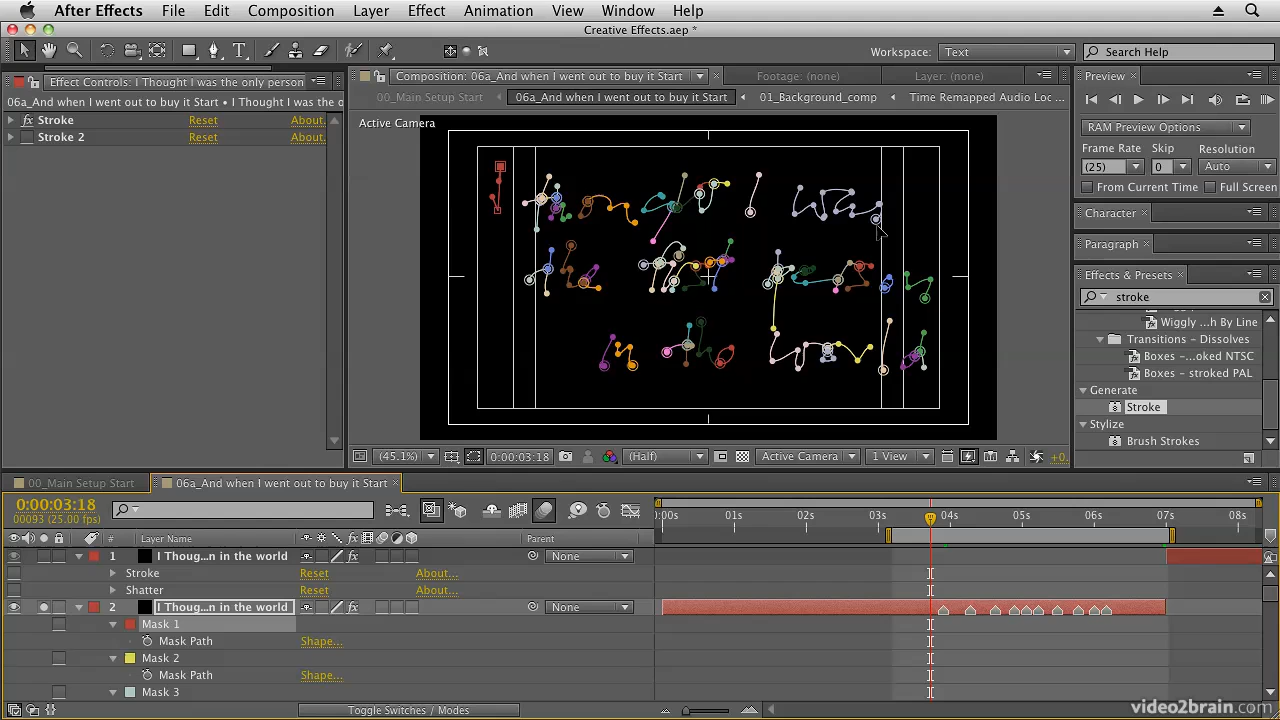 After Effects File Edit Composition Layer Effect Animation View Window Help
Creative Effects.aep *
Workspace: Text Search Help
Effect Controls: I Thought I was the only person
06a_And when I went out to buy it Start • I Thought I was the o
Stroke Reset About.
Stroke 2 Reset About.
Composition: 06a_And when I went out to buy it Start Footage: (none) Layer: (none)
00_Main Setup Start 06a_And when I went out to buy it Start 01_Background_comp Time Remapped Audio Loc ...
Active Camera
I thought I was
the only person
in the world
(45.1%) 0:00:03:18 (Half) Active Camera 1 View +0.
Preview
RAM Preview Options
Frame Rate Skip Resolution
(25) (0) Auto
From Current Time Full Screen
Character
Paragraph
Effects & Presets
stroke
Wiggly ...h By Line
Transitions – Dissolves
Boxes –...oked NTSC
Boxes – stroked PAL
Generate
Stroke
Stylize
Brush Strokes
00_Main Setup Start 06a_And when I went out to buy it Start
0:00:03:18
00093 (25.00 fps)
:00s 01s 02s 03s 04s 05s 06s 07s 08s
# Layer Name Parent
1 I Thoug...n in the world None
Stroke Reset About...
Shatter Reset About...
2 I Thoug...n in the world None
Mask 1
Mask Path Shape...
Mask 2
Mask Path Shape...
Mask 3
Toggle Switches / Modes
video2brain.com